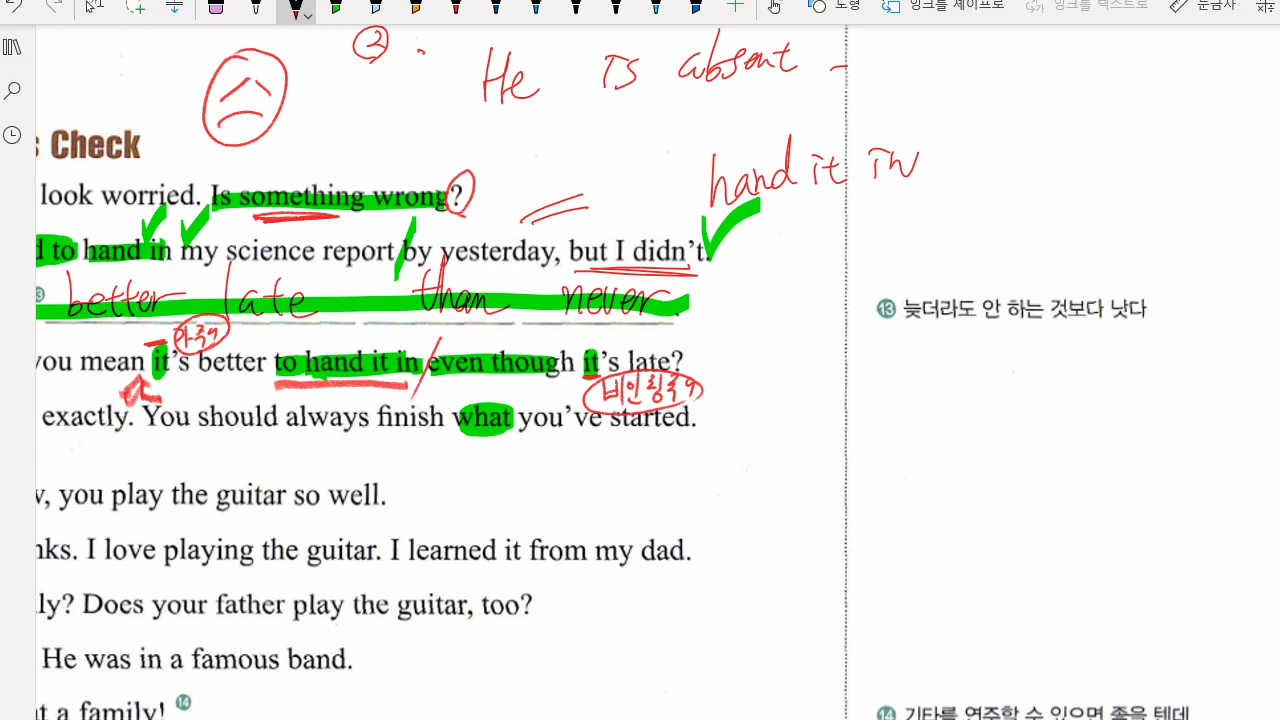 도형 잉크를 셰이프로 잉크를 텍스트로 눈금자
② . He is absent -
Check
hand it in
look worried. Is something wrong?
d to hand in my science report by yesterday, but I didn't.
13 better late than never.
⑬ 늦더라도 안 하는 것보다 낫다
you mean it's better to hand it in even though it's late?
비인칭주어
exactly. You should always finish what you've started.
w, you play the guitar so well.
nks. I love playing the guitar. I learned it from my dad.
lly? Does your father play the guitar, too?
He was in a famous band.
at a family! ⑭
⑭ 기타를 연주할 수 있으면 좋을 텐데